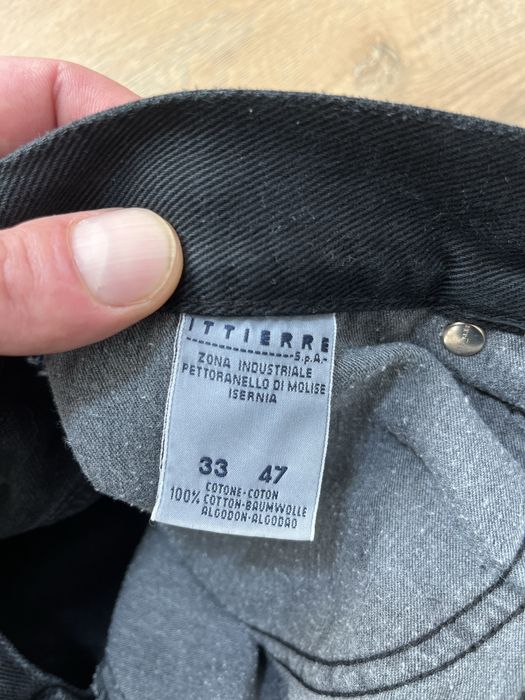 ITTIERRE
S.p.A.
ZONA INDUSTRIALE
PETTORANELLO DI MOLISE
ISERNIA
33 47
COTONE-COTON
100% COTTON-BAUMWOLLE
ALGODON-ALGODAO